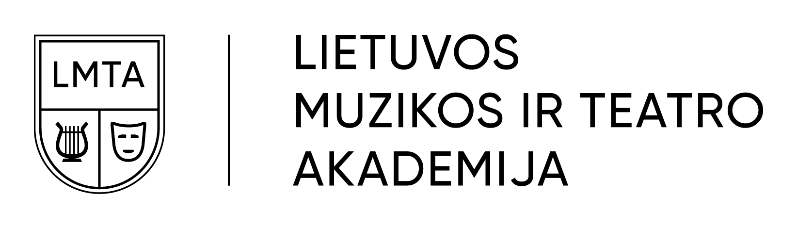 LMTA
LIETUVOS
MUZIKOS IR TEATRO
AKADEMIJA